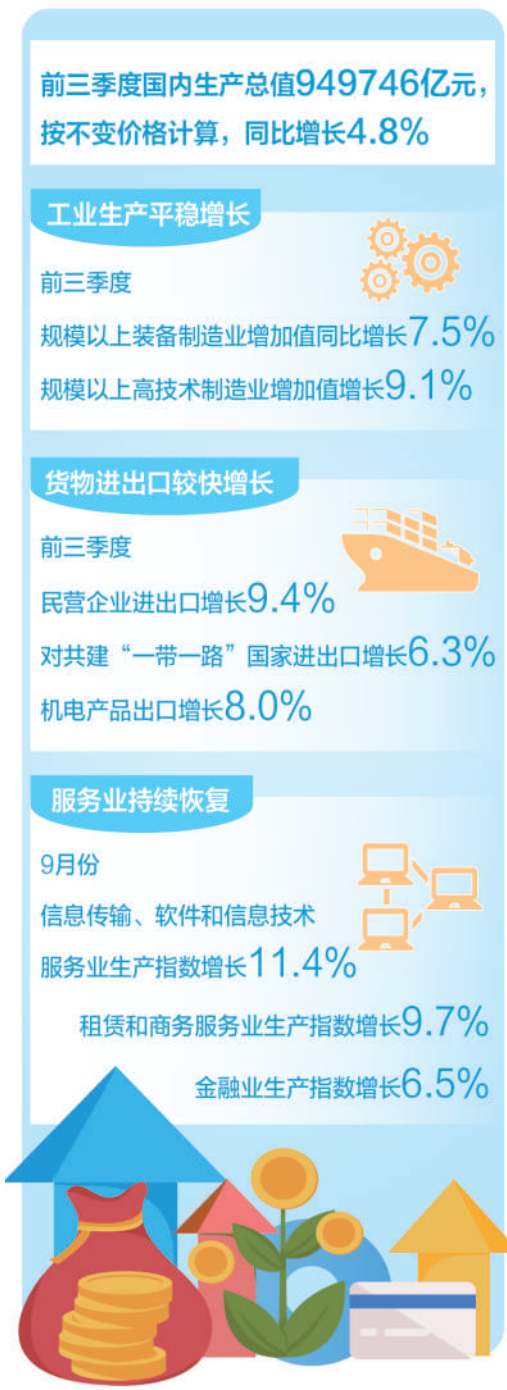 前三季度国内生产总值949746亿元，
按不变价格计算，同比增长4.8%
工业生产平稳增长
前三季度
规模以上装备制造业增加值同比增长7.5%
规模以上高技术制造业增加值增长9.1%
货物进出口较快增长
前三季度
民营企业进出口增长9.4%
对共建“一带一路”国家进出口增长6.3%
机电产品出口增长8.0%
服务业持续恢复
9月份
信息传输、软件和信息技术
服务业生产指数增长11.4%
租赁和商务服务业生产指数增长9.7%
金融业生产指数增长6.5%